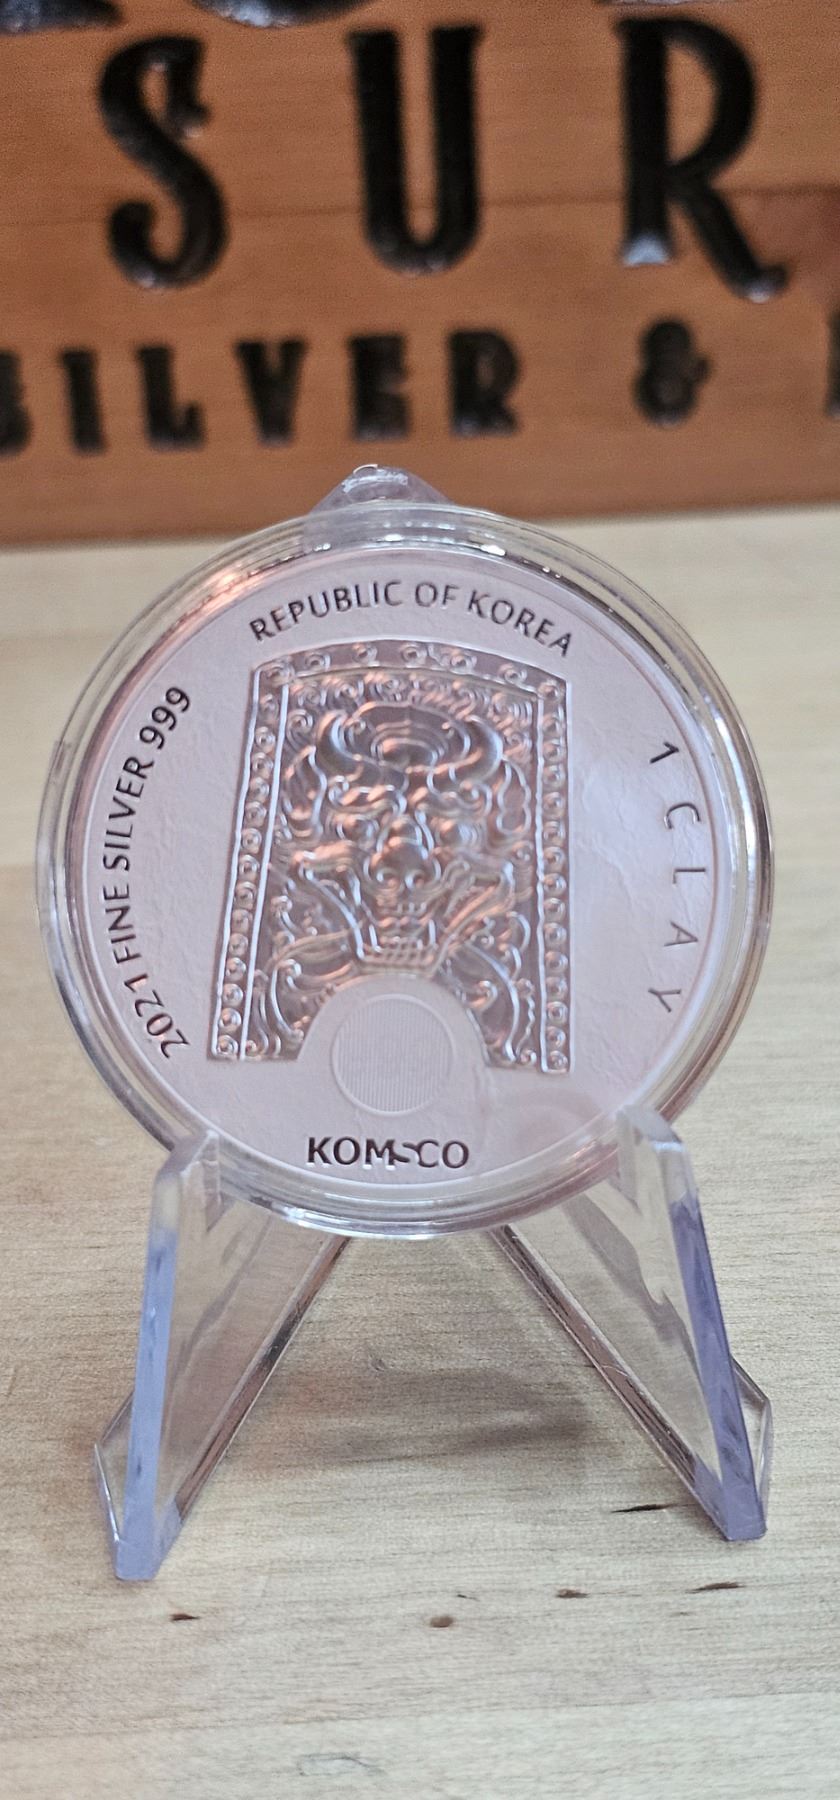 SUR
SILVER &
REPUBLIC OF KOREA
2021 FINE SILVER 999
1 CLAY
KOMSCO